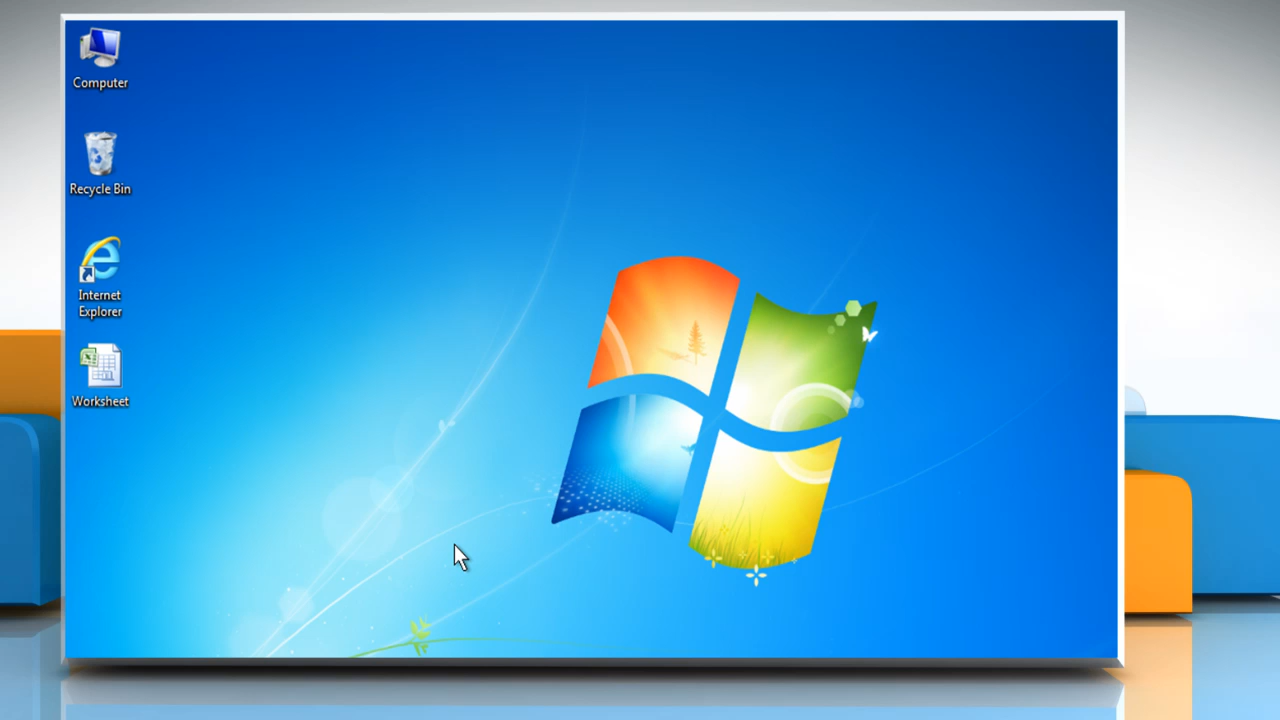 Computer
Recycle Bin
Internet
Explorer
Worksheet